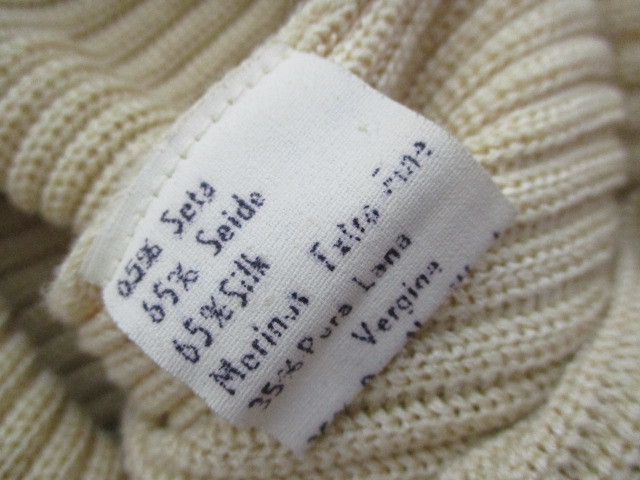 65% Seta
65% Seide
65% Silk
Merinos Extra Fine
35% Pura Lana
Vergine